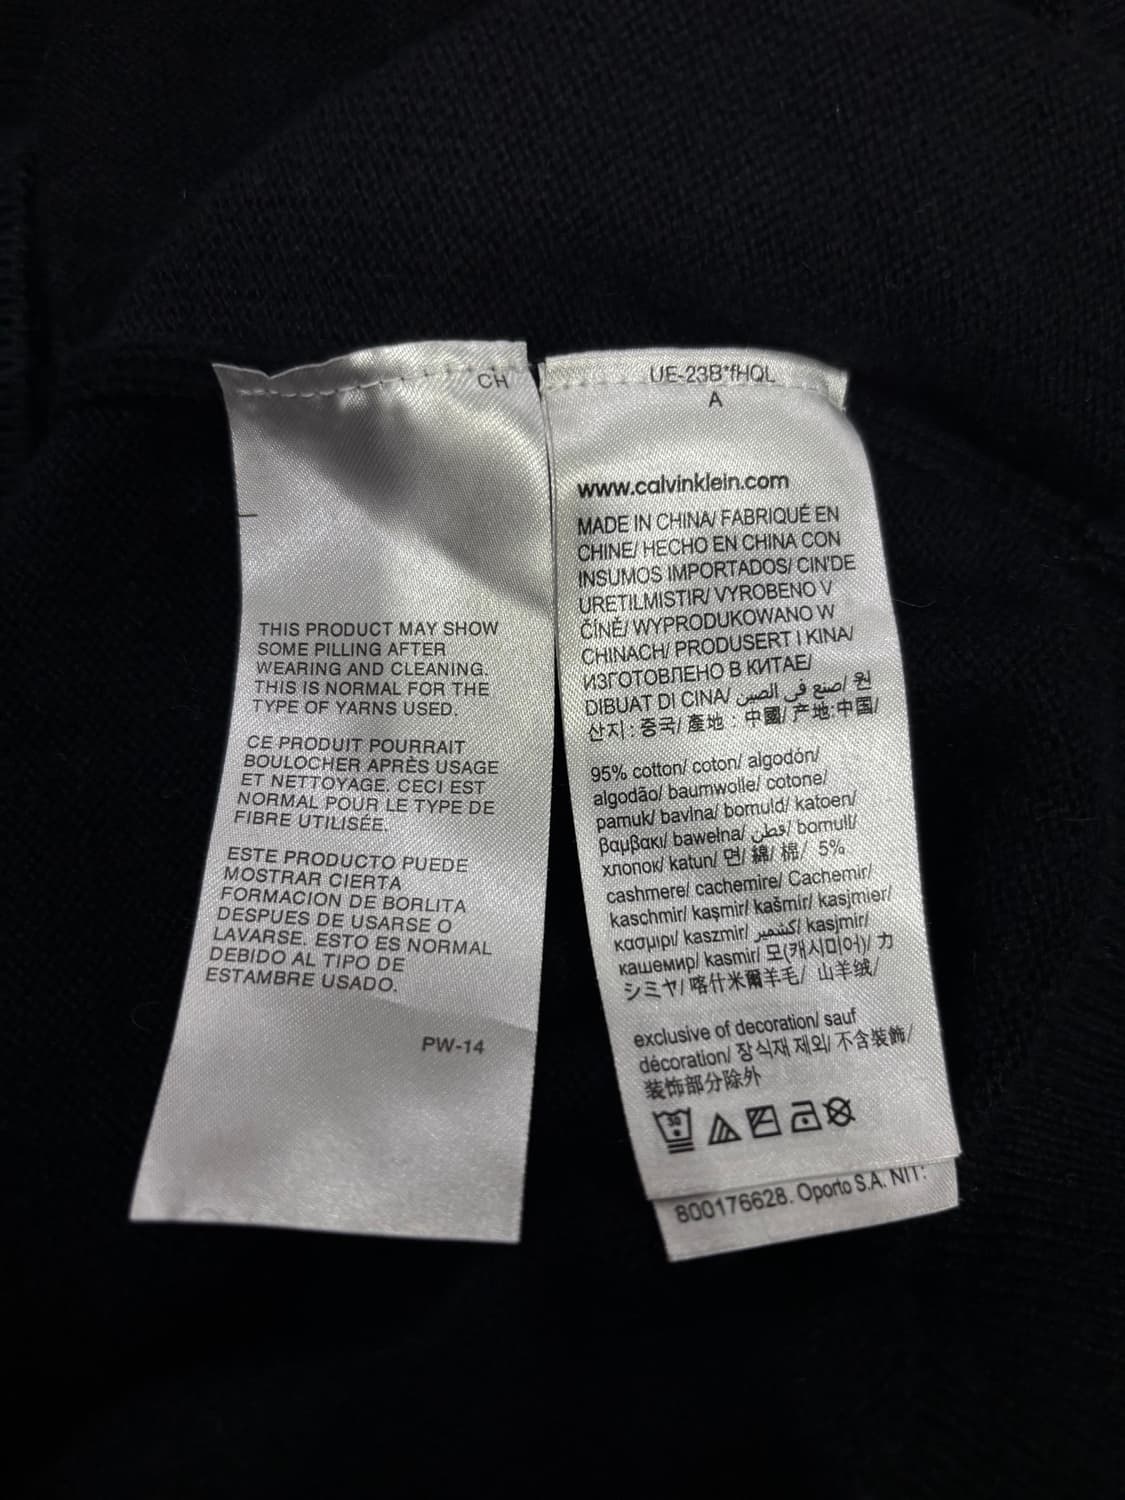 CH
THIS PRODUCT MAY SHOW
SOME PILLING AFTER
WEARING AND CLEANING.
THIS IS NORMAL FOR THE
TYPE OF YARNS USED.
CE PRODUIT POURRAIT
BOULOCHER APRÈS USAGE
ET NETTOYAGE. CECI EST
NORMAL POUR LE TYPE DE
FIBRE UTILISÉE.
ESTE PRODUCTO PUEDE
MOSTRAR CIERTA
FORMACION DE BORLITA
DESPUES DE USARSE O
LAVARSE. ESTO ES NORMAL
DEBIDO AL TIPO DE
ESTAMBRE USADO.
PW-14
UE-23B*fHQL
A
www.calvinklein.com
MADE IN CHINA/ FABRIQUÉ EN
CHINE/ HECHO EN CHINA CON
INSUMOS IMPORTADOS/ CIN'DE
URETILMISTIR/ VYROBENO V
ČÍNĚ/ WYPRODUKOWANO W
CHINACH/ PRODUSERT I KINA/
ИЗГОТОВЛЕНО В КИТАЕ/
DIBUAT DI CINA/ صنع في الصين/ 원
산지: 중국/ 產地: 中國/ 产地:中国/
95% cotton/ coton/ algodón/
algodão/ baumwolle/ cotone/
pamuk/ bavlna/ bomuld/ katoen/
βαμβακι/ bawełna/ قطن/ bomull/
хлопок/ katun/ 면/ 綿/ 棉/ 5%
cashmere/ cachemire/ Cachemir/
kaschmir/ kaşmir/ kašmír/ kasjmier/
κασμιρι/ kaszmir/ كشمير/ kasjmir/
кашемир/ kasmir/ 모(캐시미어)/ カ
シミヤ/ 喀什米爾羊毛/ 山羊绒/
exclusive of decoration/ sauf
décoration/ 장식재 제외/ 不含裝飾/
装饰部分除外
30
800176628. Oporto S.A. NIT: